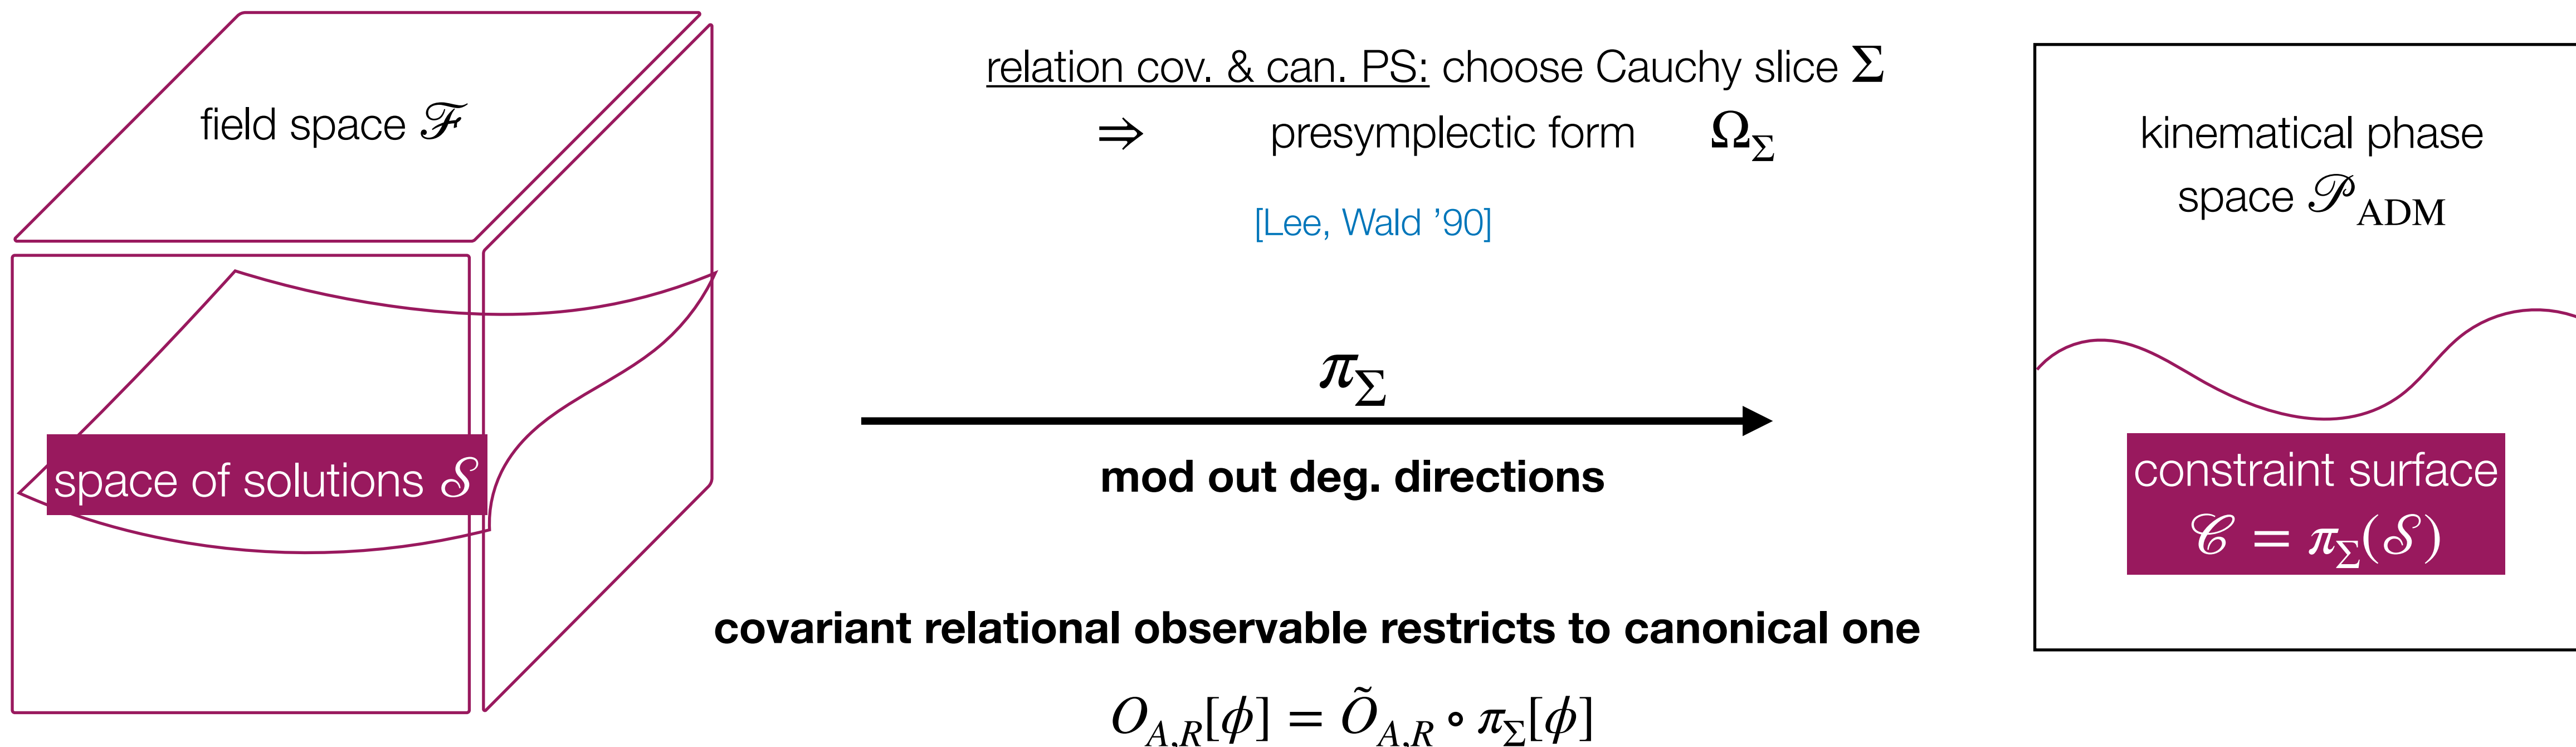 field space ℱ
space of solutions 𝒮
relation cov. & can. PS: choose Cauchy slice Σ
⇒ presymplectic form Ω_Σ
[Lee, Wald ’90]
π_Σ
mod out deg. directions
covariant relational observable restricts to canonical one
O_{A,R}[ϕ] = Õ_{A,R} ∘ π_Σ[ϕ]
kinematical phase
space 𝒫_ADM
constraint surface
𝒞 = π_Σ(𝒮)